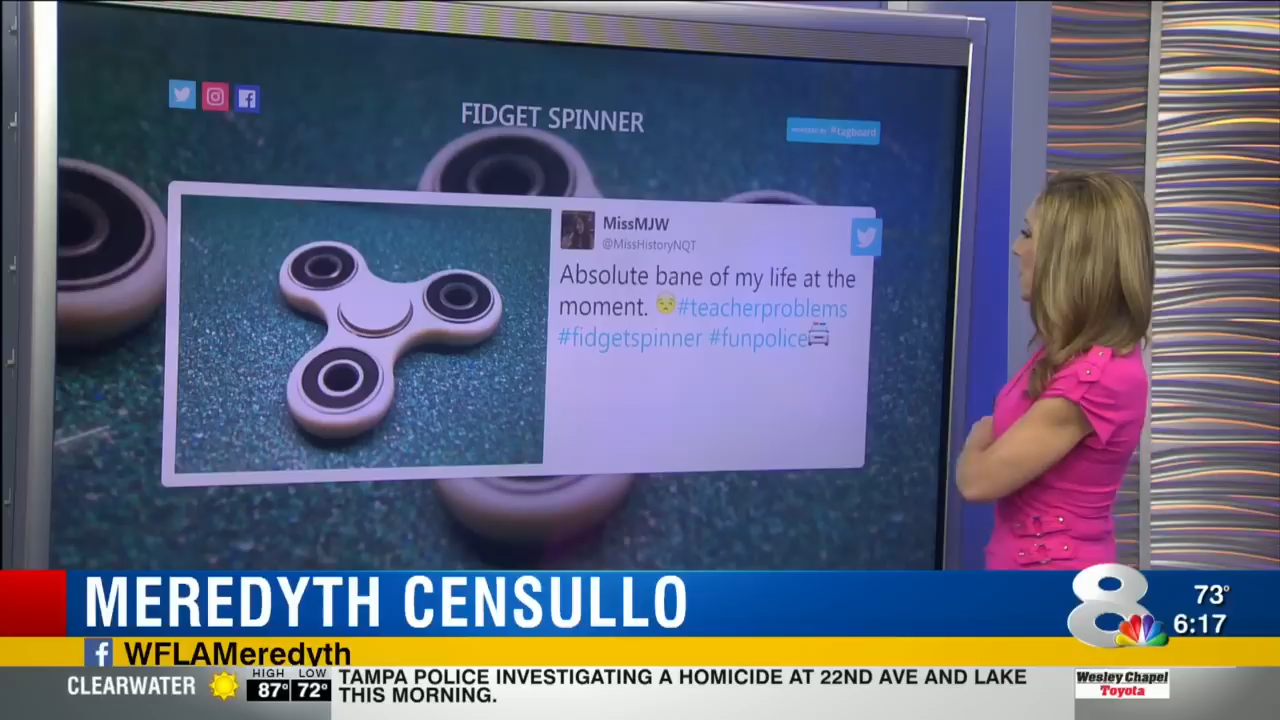 FIDGET SPINNER
#tagboard
MissMJW
@MissHistoryNQT
Absolute bane of my life at the
moment. 😒#teacherproblems
#fidgetspinner #funpolice🚔
MEREDYTH CENSULLO
8
73°
6:17
WFLAMeredyth
CLEARWATER
HIGH LOW
87° 72°
TAMPA POLICE INVESTIGATING A HOMICIDE AT 22ND AVE AND LAKE
THIS MORNING.
Wesley Chapel
Toyota